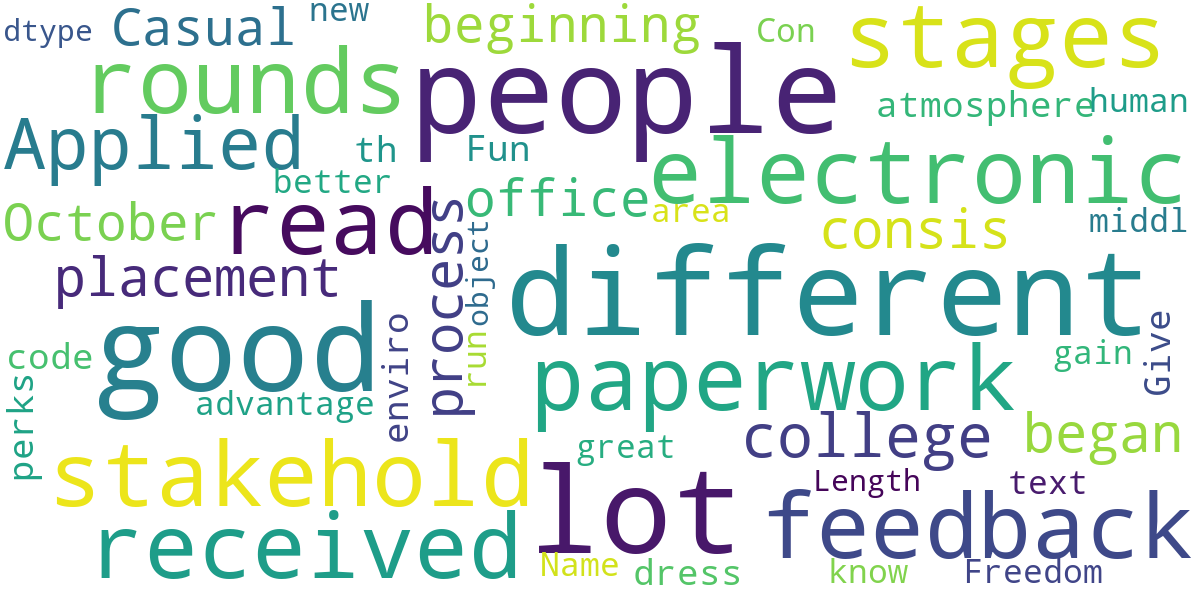 dtype
Casual
new
beginning
Con
stages
rounds
people
atmosphere
human
Applied
th
Fun
electronic
better
October
read
office
area
consis
middl
placement
process
object
different
good
code
enviro
run
paperwork
gain
Give
perks
advantage
stakehold
great
college
began
received
lot
Length
text
feedback
Name
dress
know
Freedom